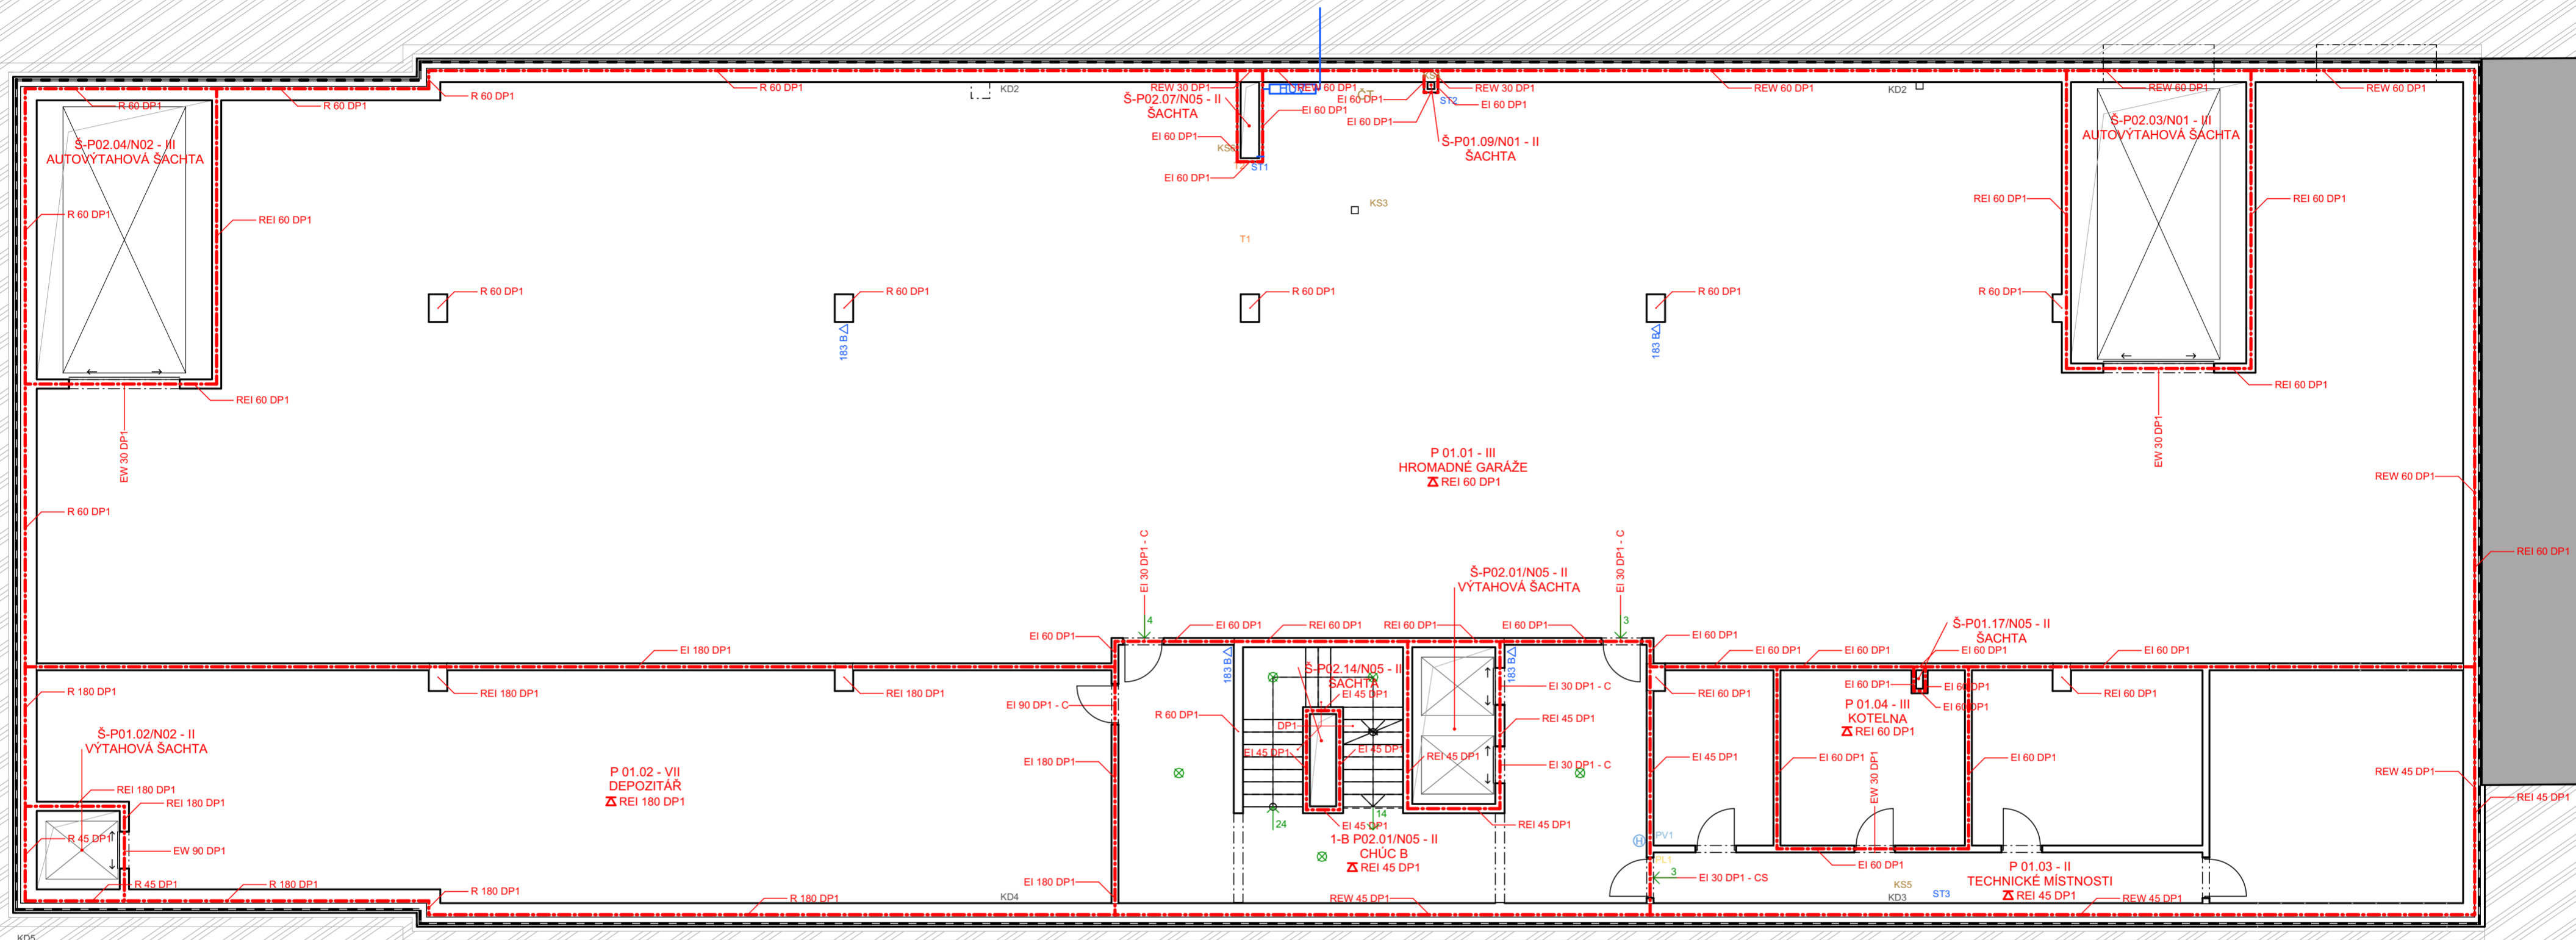 R 60 DP1
R 60 DP1
R 60 DP1
R 60 DP1
KD2
REW 30 DP1
Š-P02.07/N05 - II
ŠACHTA
EI 60 DP1
EI 60 DP1
EI 60 DP1
ST1
EI 60 DP1
EI 60 DP1
ČT
REW 30 DP1
ST2
EI 60 DP1
Š-P01.09/N01 - II
ŠACHTA
REW 60 DP1
KD2
REW 60 DP1
REW 60 DP1
Š-P02.04/N02 - III
AUTOVÝTAHOVÁ ŠACHTA
Š-P02.03/N01 - III
AUTOVÝTAHOVÁ ŠACHTA
R 60 DP1
REI 60 DP1
KS3
T1
REI 60 DP1
REI 60 DP1
R 60 DP1
R 60 DP1
R 60 DP1
R 60 DP1
R 60 DP1
183 B
183 B
REI 60 DP1
REI 60 DP1
EW 30 DP1
EW 30 DP1
P 01.01 - III
HROMADNÉ GARÁŽE
REI 60 DP1
REW 60 DP1
R 60 DP1
REI 60 DP1
EI 30 DP1 - C
EI 30 DP1 - C
Š-P02.01/N05 - II
VÝTAHOVÁ ŠACHTA
4
3
EI 60 DP1
EI 60 DP1
REI 60 DP1
REI 60 DP1
EI 60 DP1
EI 60 DP1
Š-P01.17/N05 - II
ŠACHTA
EI 180 DP1
EI 60 DP1
EI 60 DP1
EI 60 DP1
EI 60 DP1
183 B
183 B
Š-P02.14/N05 - II
ŠACHTA
EI 45 DP1
R 180 DP1
REI 180 DP1
REI 180 DP1
EI 90 DP1 - C
R 60 DP1
DP1
EI 30 DP1 - C
REI 45 DP1
REI 60 DP1
EI 60 DP1
EI 60 DP1
EI 60 DP1
REI 60 DP1
P 01.04 - III
KOTELNA
REI 60 DP1
Š-P01.02/N02 - II
VÝTAHOVÁ ŠACHTA
EI 180 DP1
EI 45 DP1
EI 45 DP1
REI 45 DP1
EI 30 DP1 - C
EI 45 DP1
EI 60 DP1
EW 30 DP1
EI 60 DP1
REW 45 DP1
P 01.02 - VII
DEPOZITÁŘ
REI 180 DP1
REI 180 DP1
REI 180 DP1
REI 45 DP1
24
14
EI 45 DP1
REI 45 DP1
R 45 DP1
EW 90 DP1
1-B P02.01/N05 - II
CHÚC B
REI 45 DP1
H
PV1
PL1
3
EI 30 DP1 - CS
EI 60 DP1
P 01.03 - II
TECHNICKÉ MÍSTNOSTI
REI 45 DP1
R 45 DP1
R 180 DP1
R 180 DP1
R 180 DP1
KD4
EI 180 DP1
REW 45 DP1
KS5
KD3
ST3
REW 45 DP1
KD5